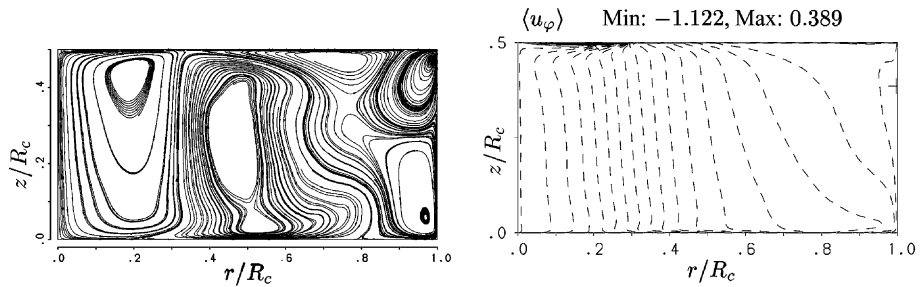 ⟨u_φ⟩ Min: −1.122, Max: 0.389
.4
.2
.0
z/R_c
.0 .2 .4 .6 .8 1.0
r/R_c
.5
.0
z/R_c
.0 .2 .4 .6 .8 1.0
r/R_c